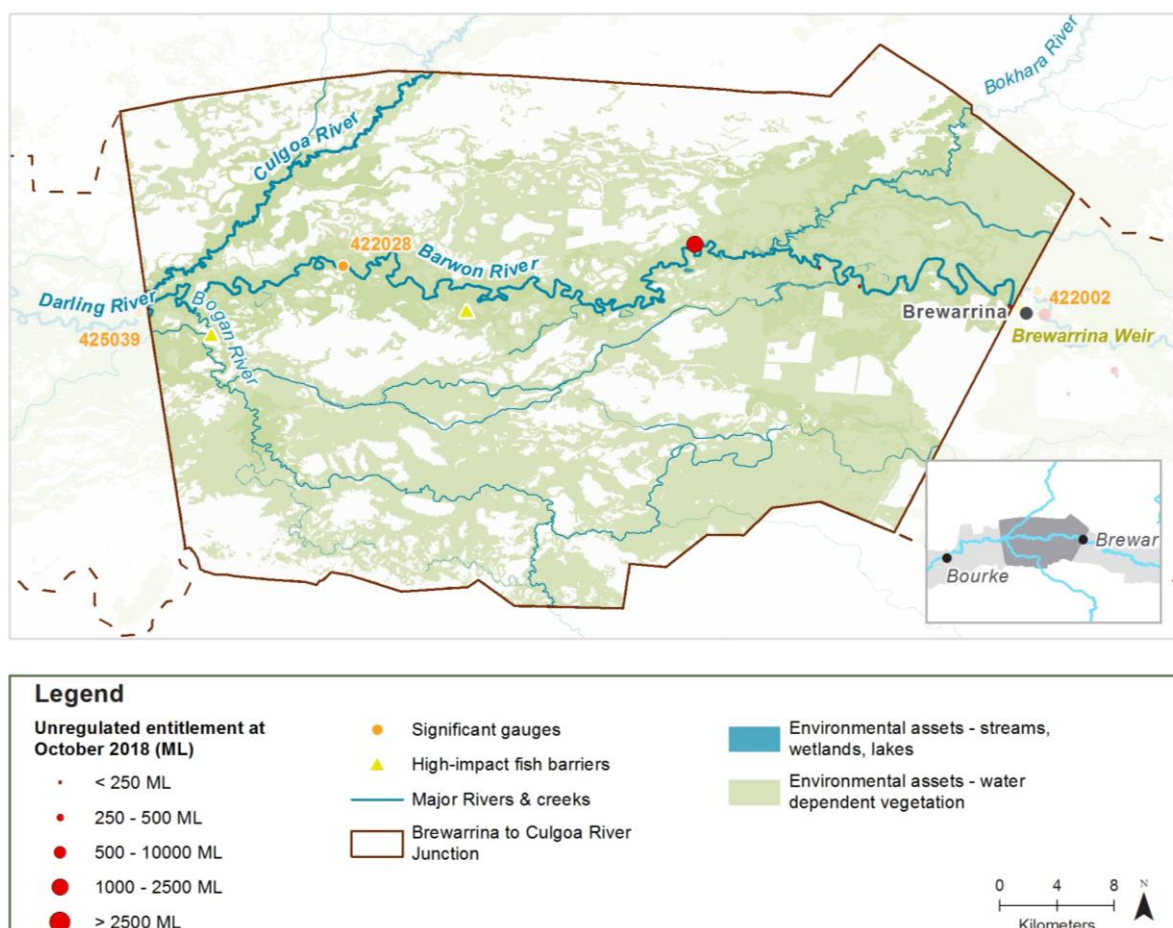 Bokhara River
Culgoa River
422028
Barwon River
Darling River
Bogan River
425039
Brewarrina
422002
Brewarrina Weir
Brewar
Bourke
Legend
Unregulated entitlement at
October 2018 (ML)
< 250 ML
250 - 500 ML
500 - 10000 ML
1000 - 2500 ML
> 2500 ML
Significant gauges
High-impact fish barriers
Major Rivers & creeks
Brewarrina to Culgoa River
Junction
Environmental assets - streams,
wetlands, lakes
Environmental assets - water
dependent vegetation
0 4 8
Kilometers
N